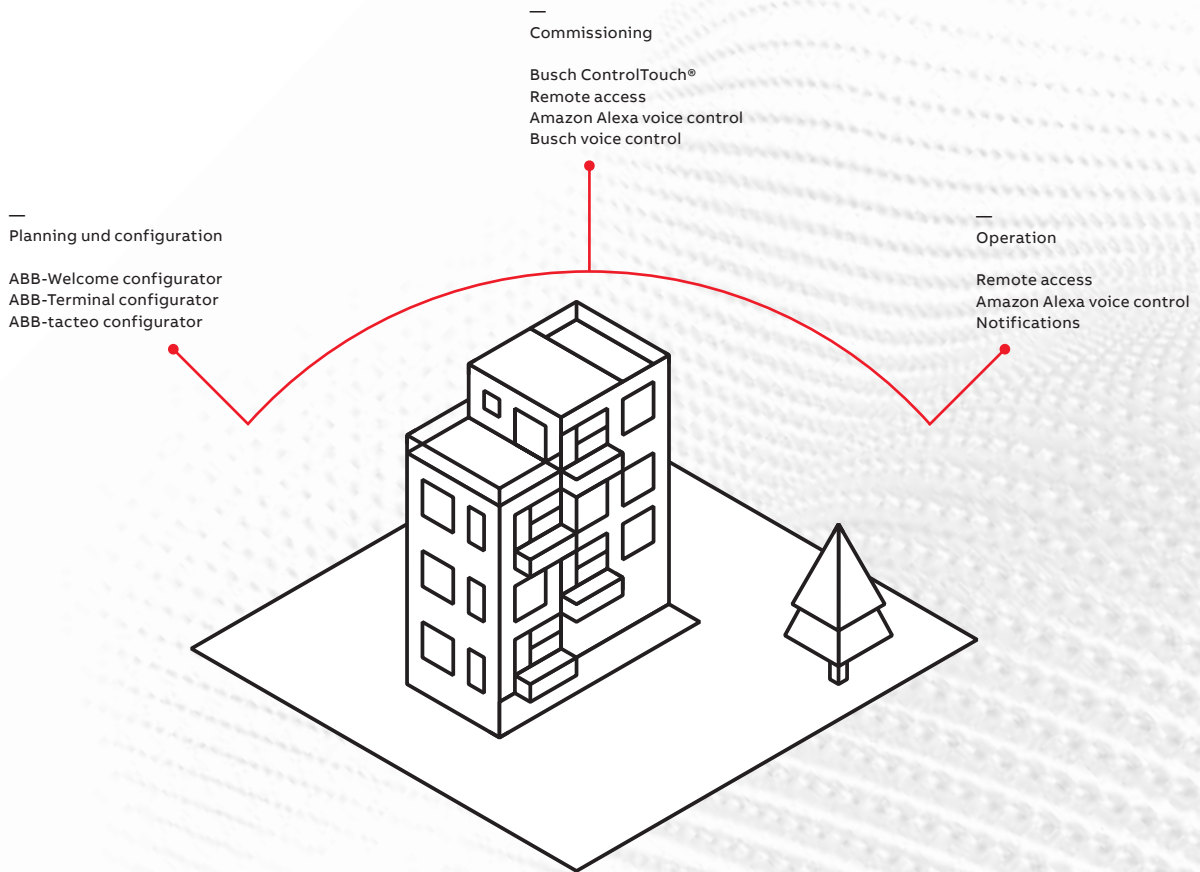 —
Commissioning
Busch ControlTouch®
Remote access
Amazon Alexa voice control
Busch voice control
—
Planning und configuration
ABB-Welcome configurator
ABB-Terminal configurator
ABB-tacteo configurator
—
Operation
Remote access
Amazon Alexa voice control
Notifications